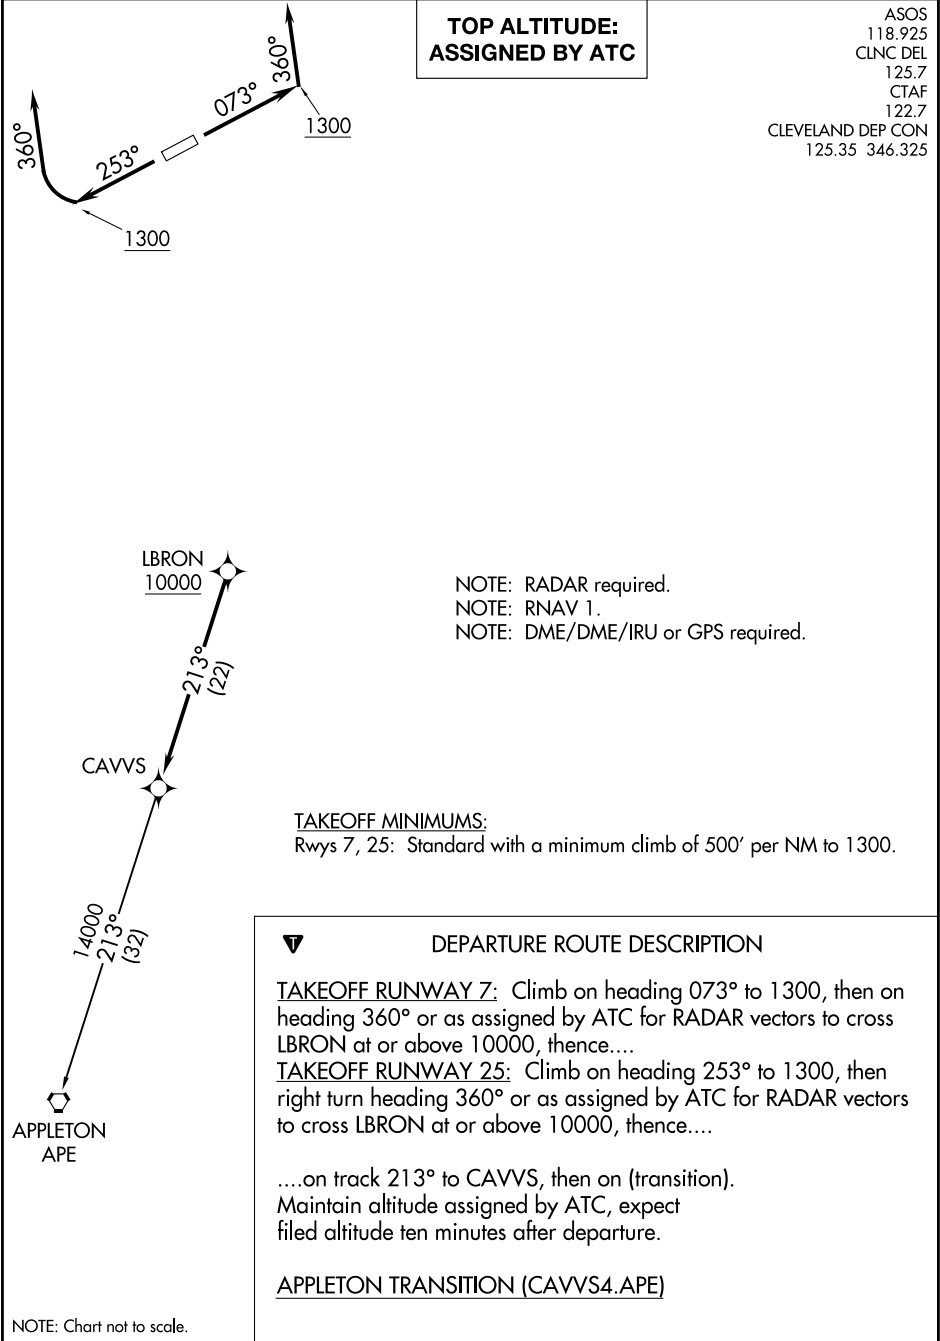 TOP ALTITUDE:
ASSIGNED BY ATC
ASOS
118.925
CLNC DEL
125.7
CTAF
122.7
CLEVELAND DEP CON
125.35 346.325
360°
073°
1300
360°
253°
1300
LBRON
10000
213°
(22)
CAVVS
14000
213°
(32)
APPLETON
APE
NOTE: RADAR required.
NOTE: RNAV 1.
NOTE: DME/DME/IRU or GPS required.
TAKEOFF MINIMUMS:
Rwys 7, 25: Standard with a minimum climb of 500' per NM to 1300.
T
DEPARTURE ROUTE DESCRIPTION
TAKEOFF RUNWAY 7: Climb on heading 073° to 1300, then on
heading 360° or as assigned by ATC for RADAR vectors to cross
LBRON at or above 10000, thence....
TAKEOFF RUNWAY 25: Climb on heading 253° to 1300, then
right turn heading 360° or as assigned by ATC for RADAR vectors
to cross LBRON at or above 10000, thence....
....on track 213° to CAVVS, then on (transition).
Maintain altitude assigned by ATC, expect
filed altitude ten minutes after departure.
APPLETON TRANSITION (CAVVS4.APE)
NOTE: Chart not to scale.